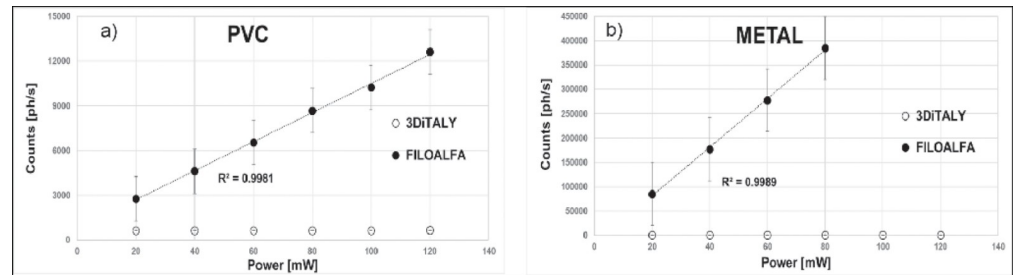 a)
PVC
15000
12000
9000
6000
3000
0
Counts [ph/s]
3DiTALY
FILOALFA
R² = 0.9981
0 20 40 60 80 100 120 140
Power [mW]
b)
METAL
450000
400000
350000
300000
250000
200000
150000
100000
50000
0
Counts [ph/s]
3DiTALY
FILOALFA
R² = 0.9989
0 20 40 60 80 100 120 140
Power [mW]